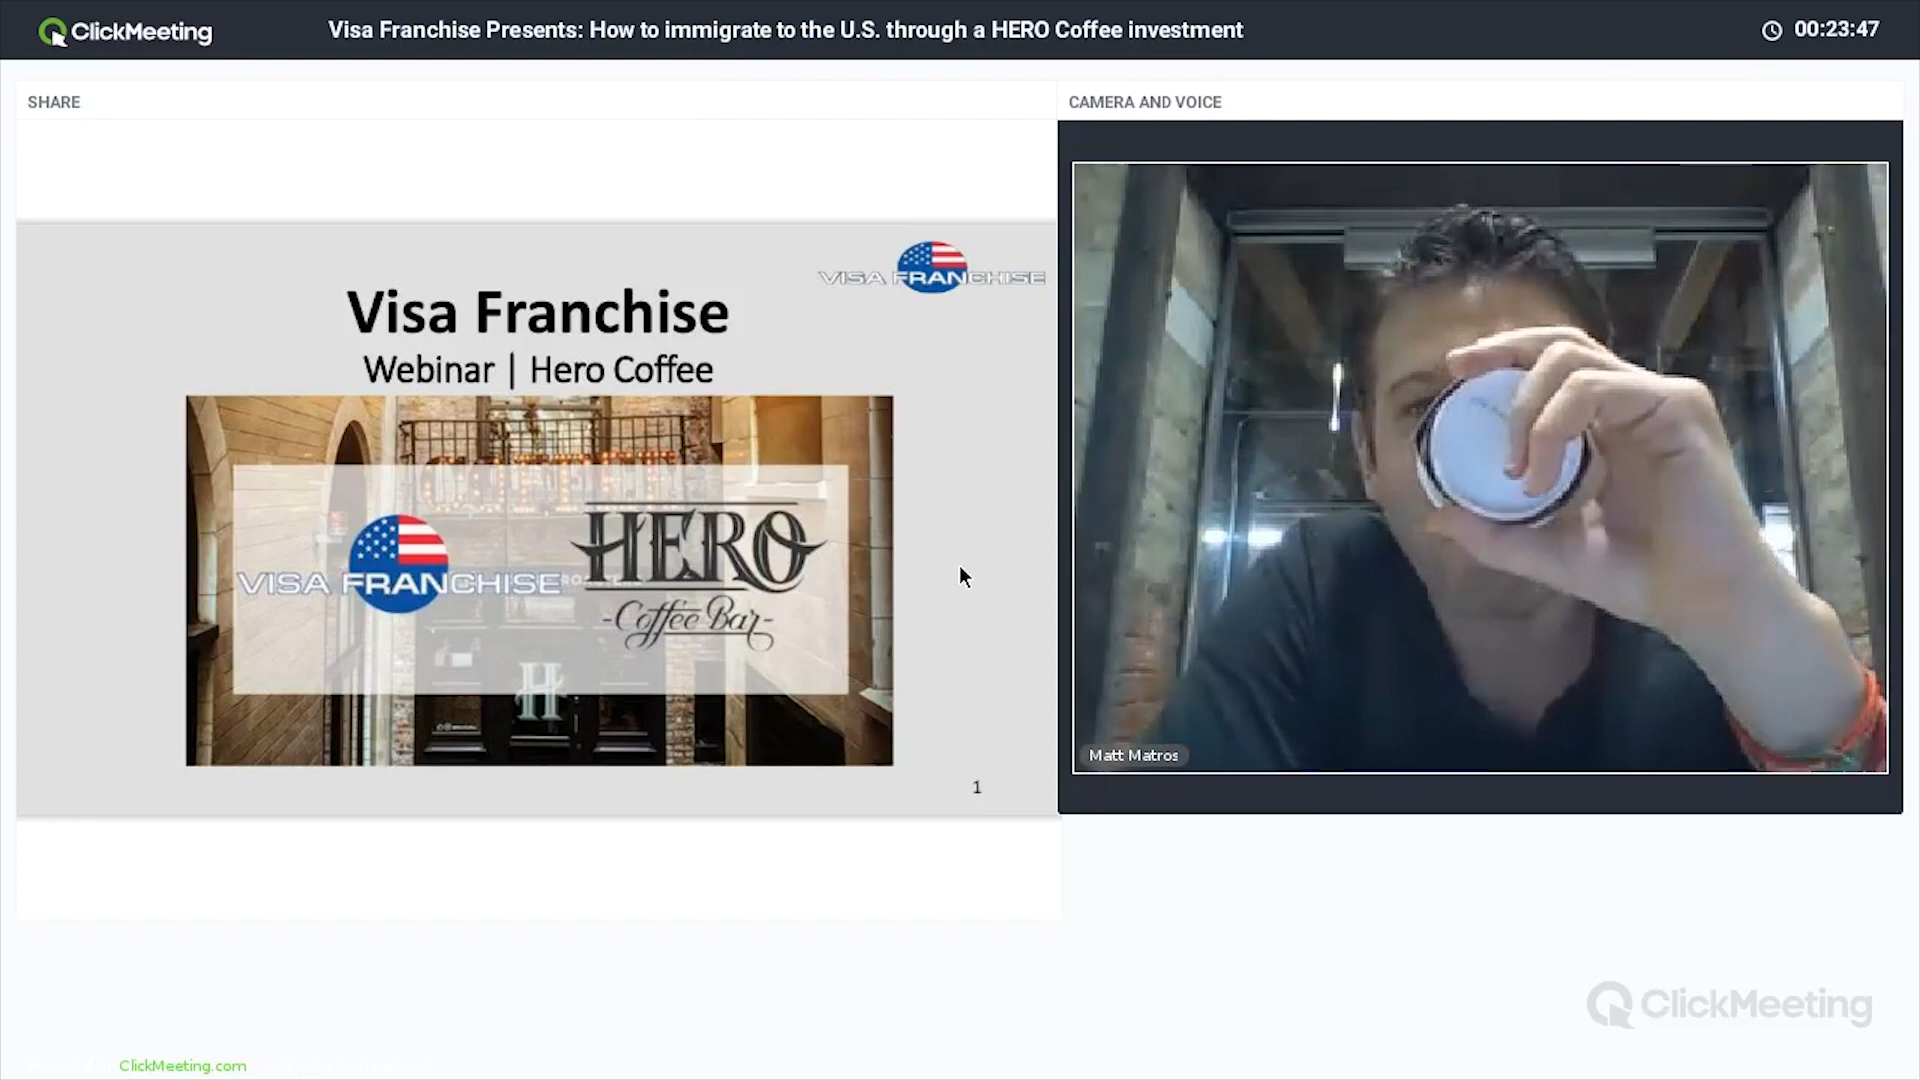 ClickMeeting
Visa Franchise Presents: How to immigrate to the U.S. through a HERO Coffee investment
00:23:47
SHARE
CAMERA AND VOICE
VISA FRANCHISE
Visa Franchise
Webinar | Hero Coffee
COFFEE
VISA FRANCHISE
HERO
-Coffee Bar-
H
Matt Matros
1
ClickMeeting
ClickMeeting.com